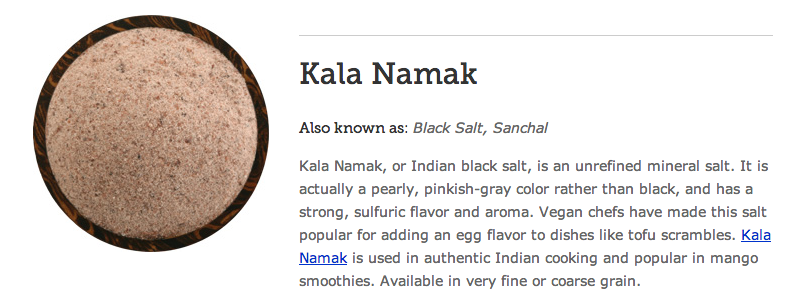 Kala Namak
Also known as: Black Salt, Sanchal
Kala Namak, or Indian black salt, is an unrefined mineral salt. It is
actually a pearly, pinkish-gray color rather than black, and has a
strong, sulfuric flavor and aroma. Vegan chefs have made this salt
popular for adding an egg flavor to dishes like tofu scrambles. Kala
Namak is used in authentic Indian cooking and popular in mango
smoothies. Available in very fine or coarse grain.